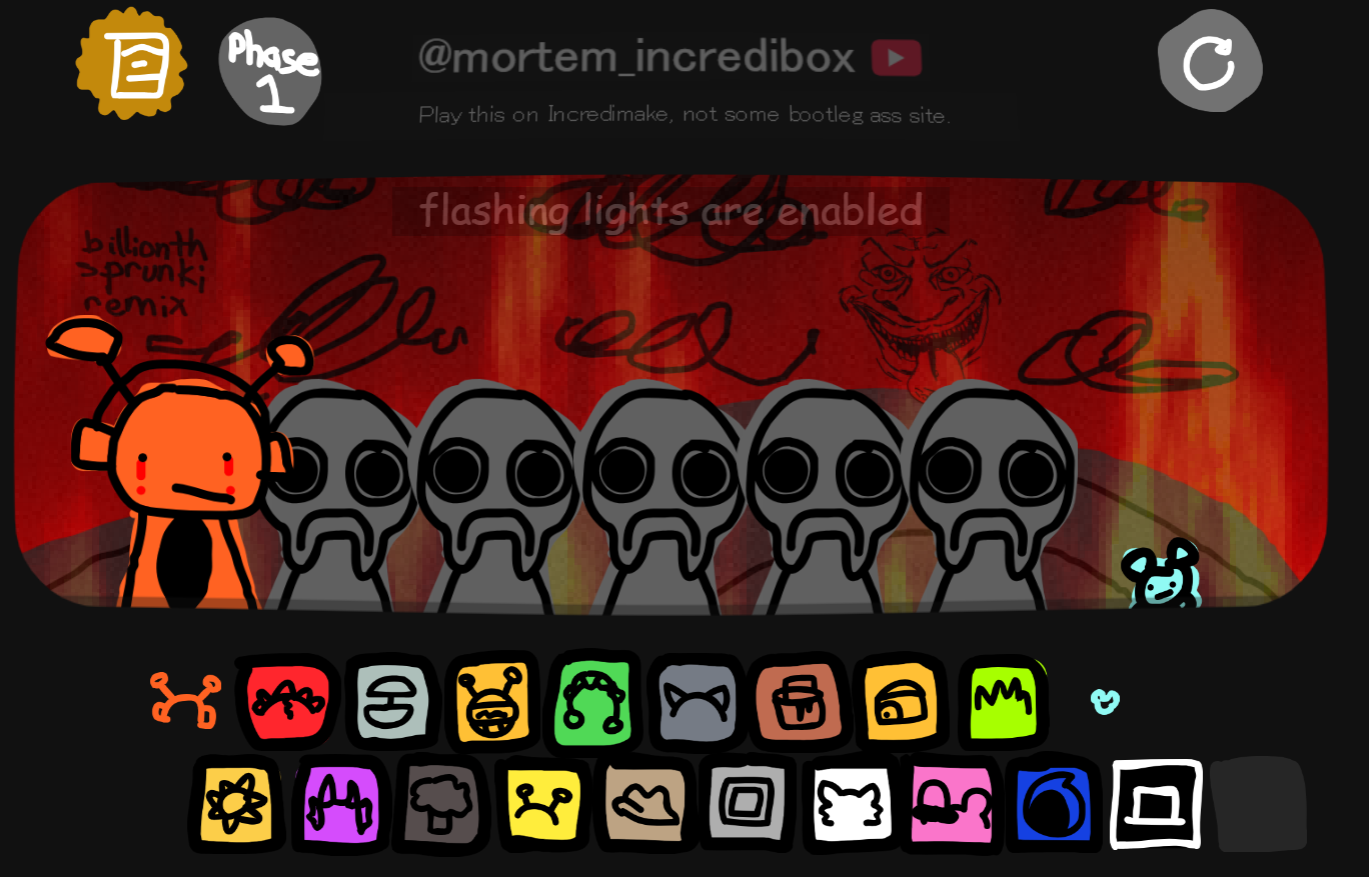 phase
1
@mortem_incredibox
Play this on Incredimake, not some bootleg ass site.
flashing lights are enabled
billionth
sprunki
remix